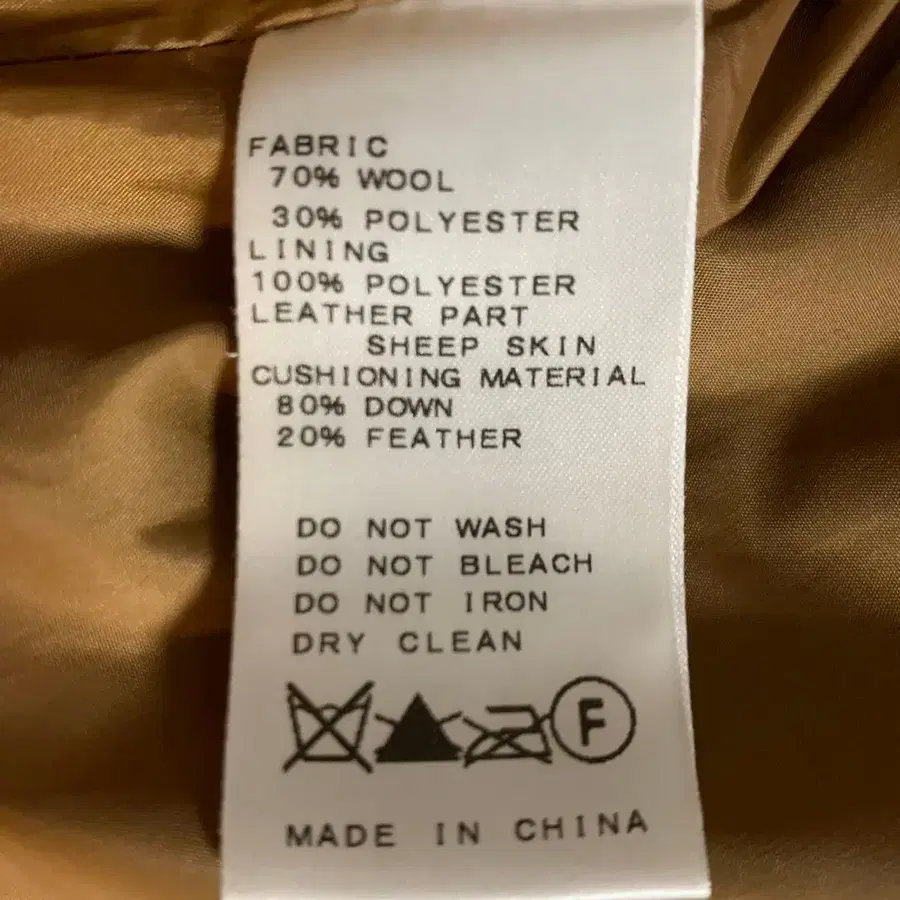 FABRIC
70% WOOL
30% POLYESTER
LINING
100% POLYESTER
LEATHER PART
SHEEP SKIN
CUSHIONING MATERIAL
80% DOWN
20% FEATHER
DO NOT WASH
DO NOT BLEACH
DO NOT IRON
DRY CLEAN
F
MADE IN CHINA